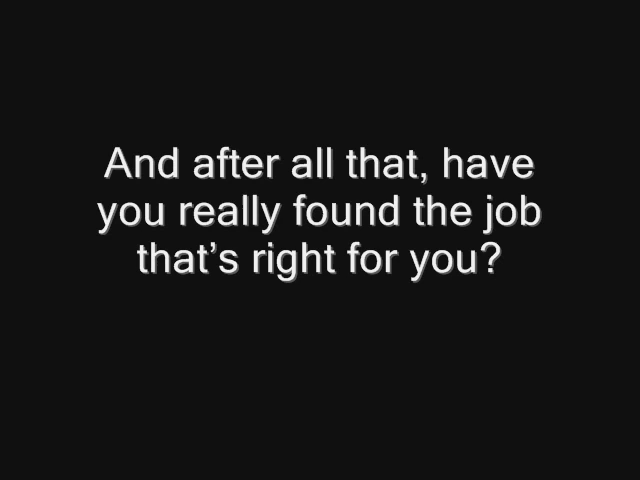 And after all that, have
you really found the job
that’s right for you?